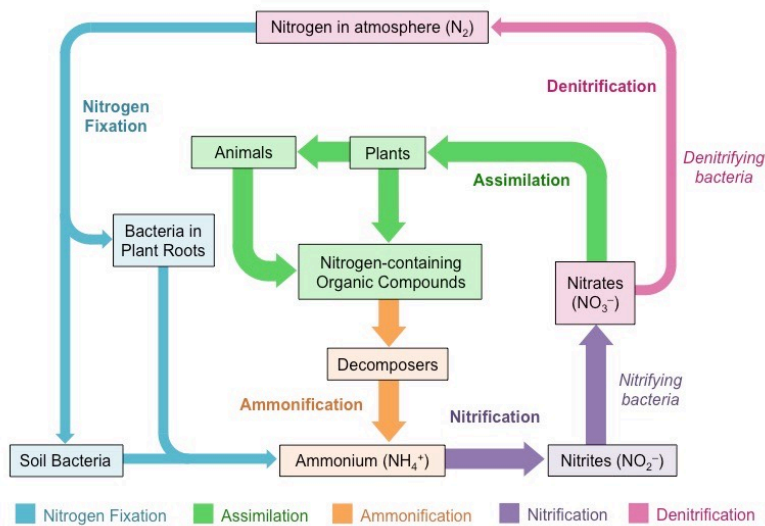 Nitrogen in atmosphere (N₂)
Nitrogen
Fixation
Denitrification
Animals
Plants
Assimilation
Denitrifying
bacteria
Bacteria in
Plant Roots
Nitrogen-containing
Organic Compounds
Nitrates
(NO₃⁻)
Decomposers
Ammonification
Nitrification
Nitrifying
bacteria
Soil Bacteria
Ammonium (NH₄⁺)
Nitrites (NO₂⁻)
Nitrogen Fixation
Assimilation
Ammonification
Nitrification
Denitrification